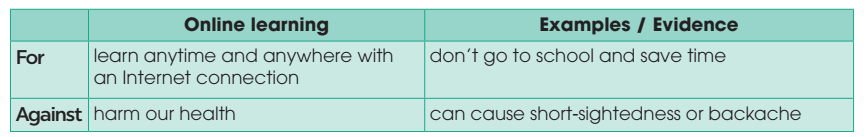 Online learning Examples / Evidence
For learn anytime and anywhere with don't go to school and save time
an Internet connection
Against harm our health can cause short-sightedness or backache